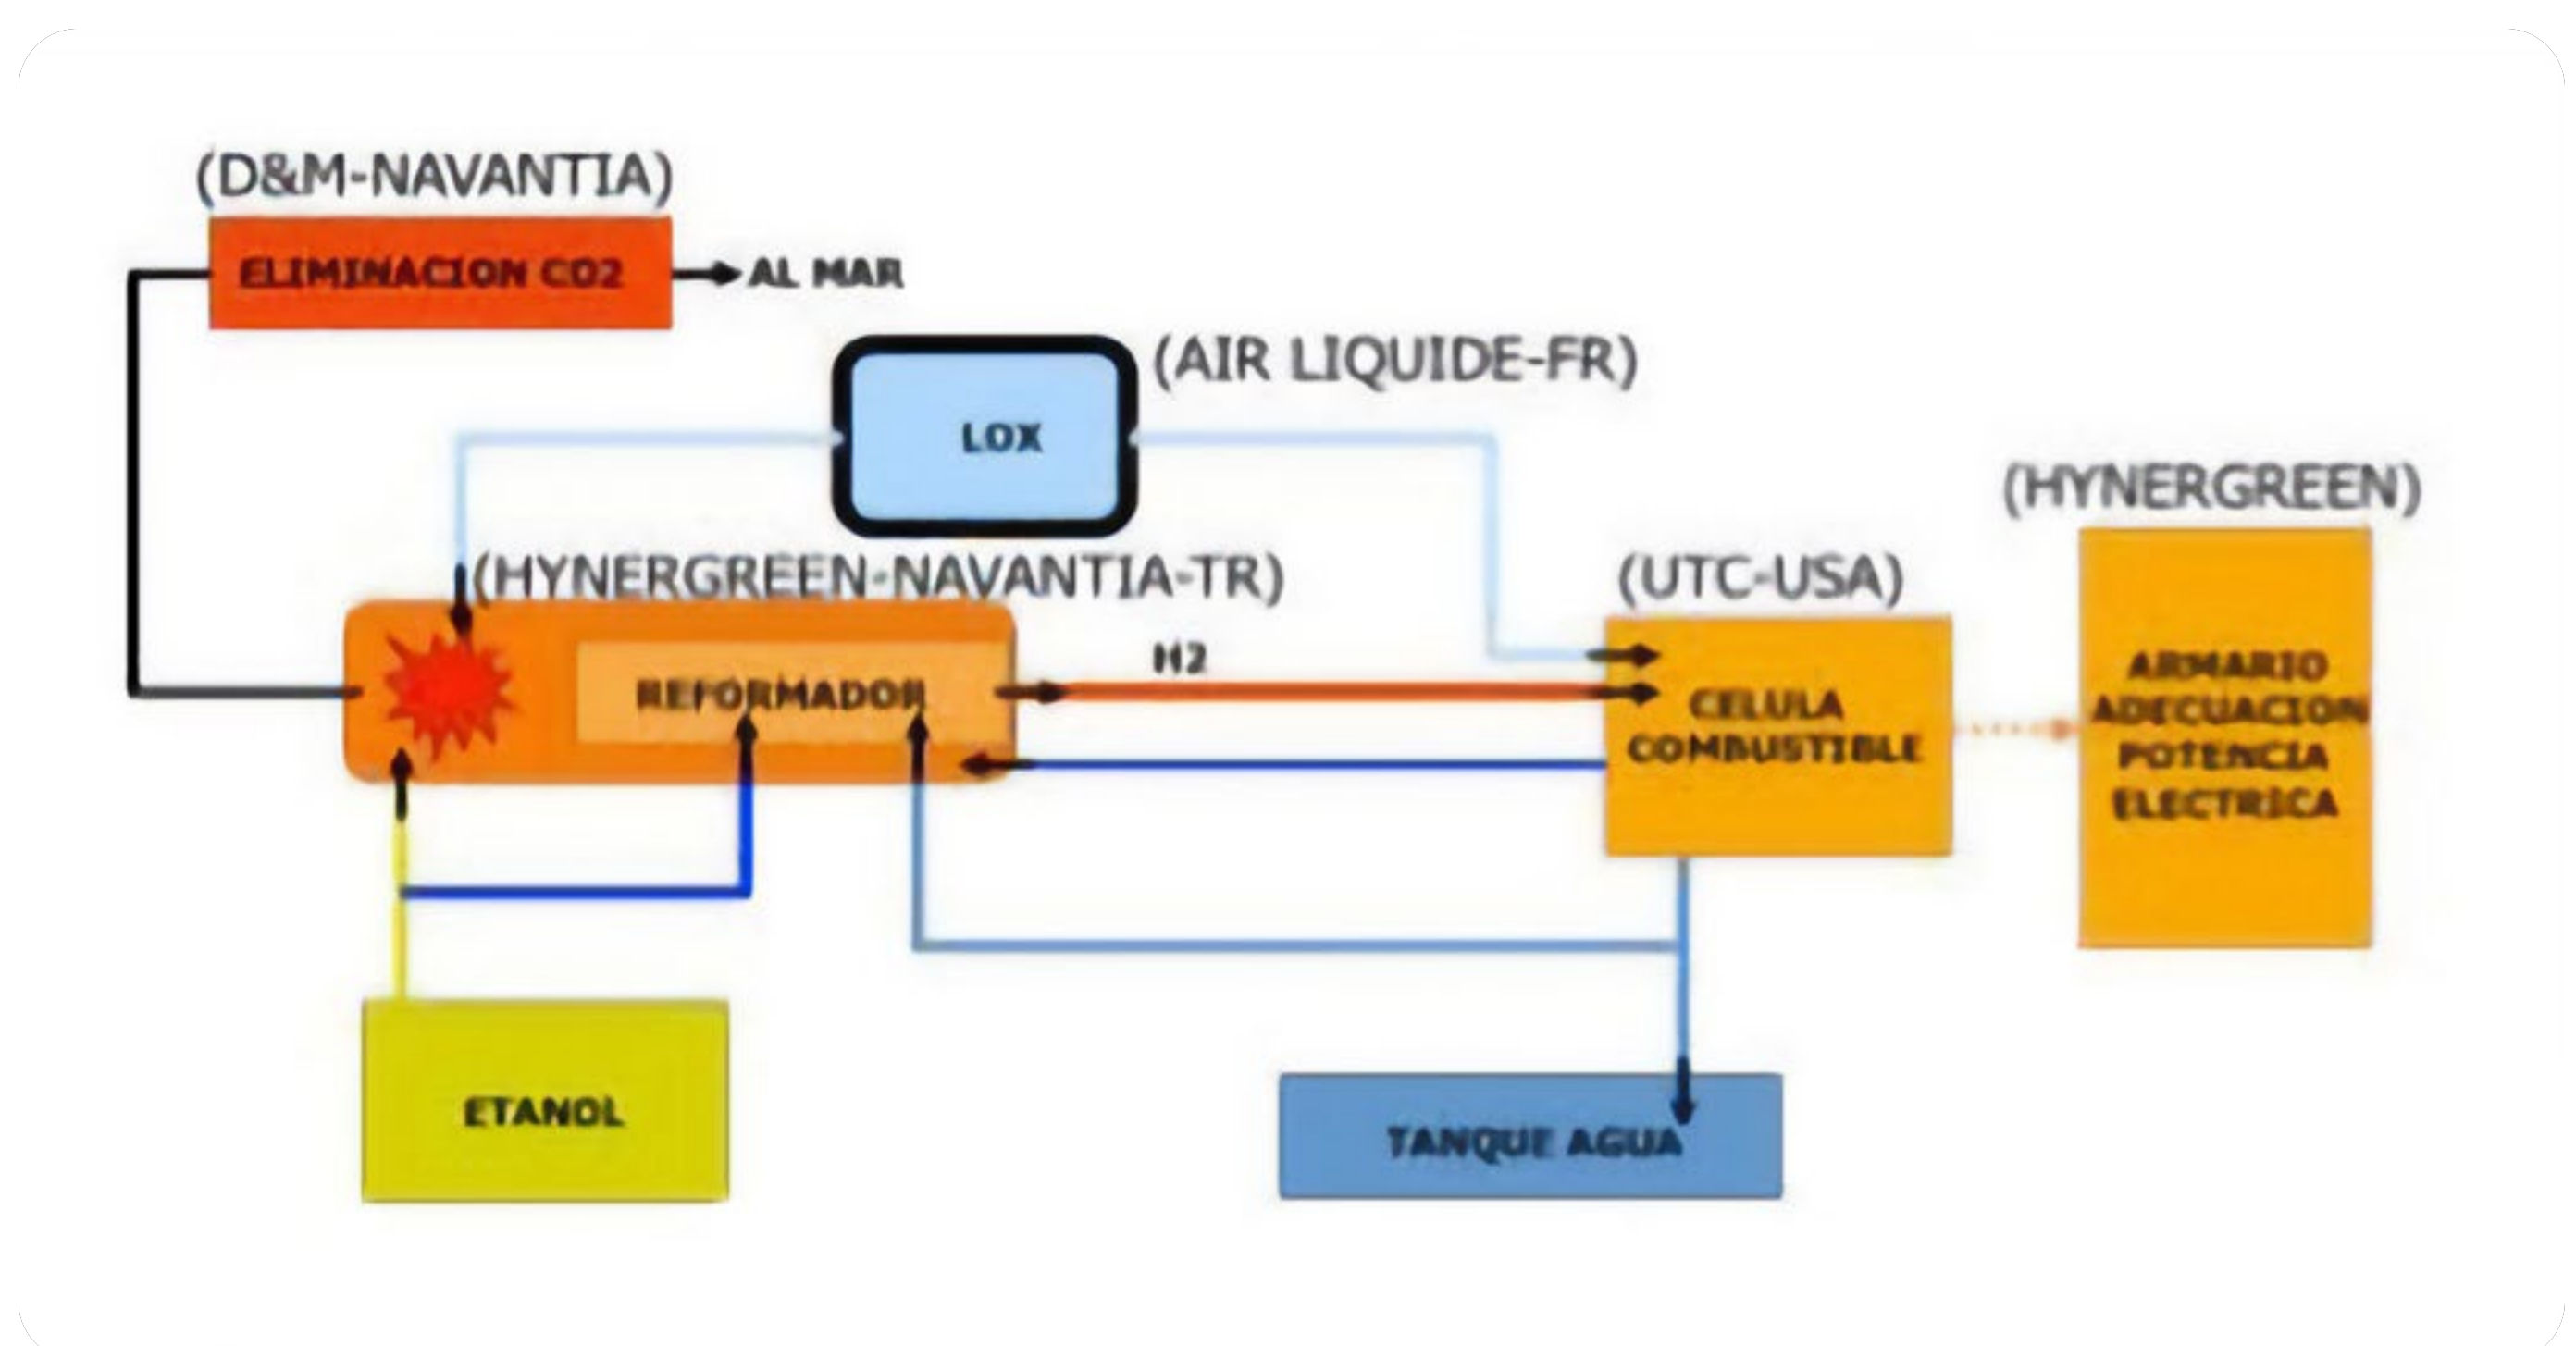 (D&M-NAVANTIA)
ELIMINACION CO2
AL MAR
(AIR LIQUIDE-FR)
LOX
(HYNERGREEN)
(HYNERGREEN-NAVANTIA-TR)
(UTC-USA)
H2
REFORMADOR
CELULA
COMBUSTIBLE
ARMARIO
ADECUACION
POTENCIA
ELECTRICA
ETANOL
TANQUE AGUA